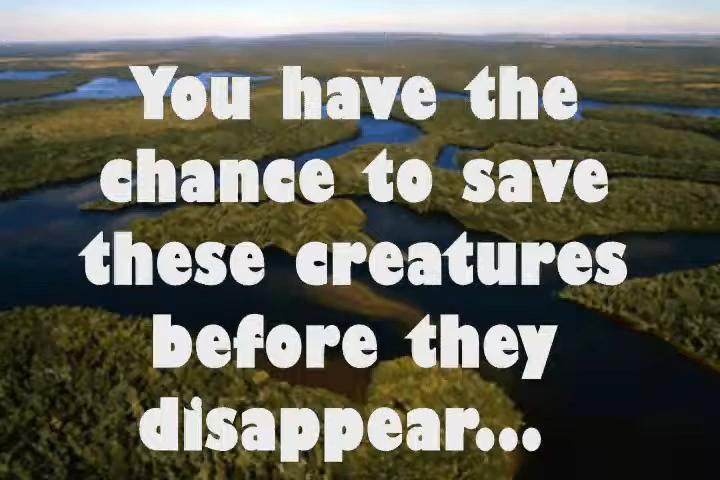 You have the
chance to save
these creatures
before they
disappear...